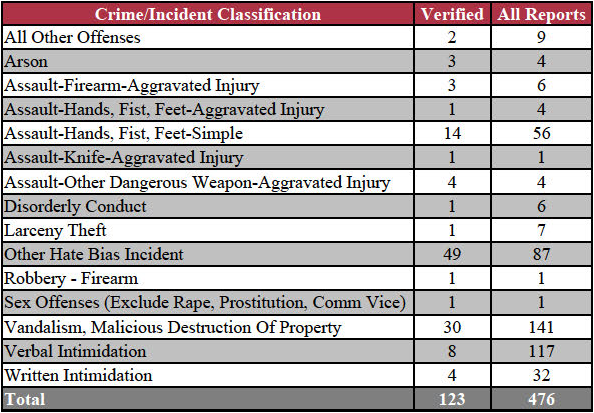 Crime/Incident Classification Verified All Reports
All Other Offenses 2 9
Arson 3 4
Assault-Firearm-Aggravated Injury 3 6
Assault-Hands, Fist, Feet-Aggravated Injury 1 4
Assault-Hands, Fist, Feet-Simple 14 56
Assault-Knife-Aggravated Injury 1 1
Assault-Other Dangerous Weapon-Aggravated Injury 4 4
Disorderly Conduct 1 6
Larceny Theft 1 7
Other Hate Bias Incident 49 87
Robbery - Firearm 1 1
Sex Offenses (Exclude Rape, Prostitution, Comm Vice) 1 1
Vandalism, Malicious Destruction Of Property 30 141
Verbal Intimidation 8 117
Written Intimidation 4 32
Total 123 476